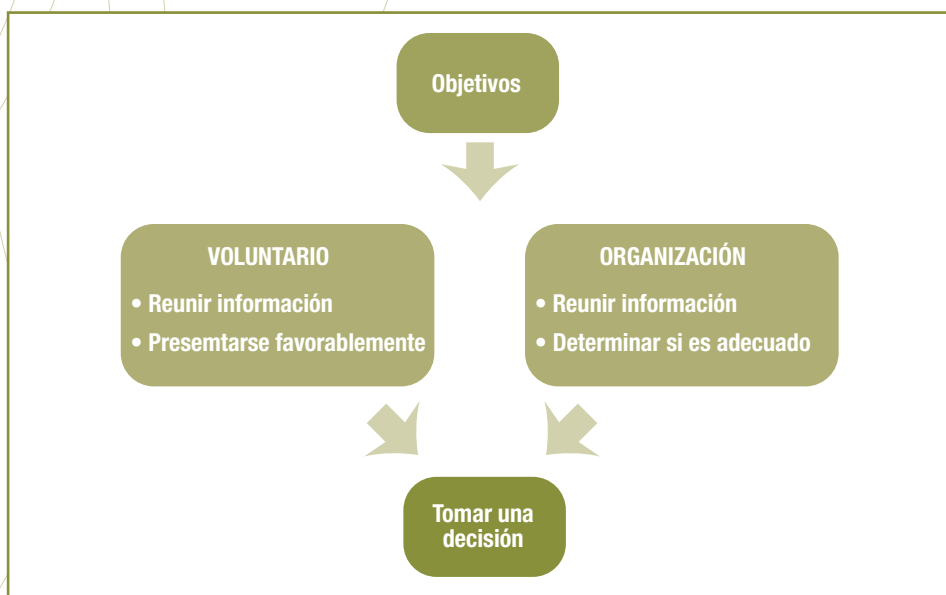 Objetivos
VOLUNTARIO
• Reunir información
• Presemtarse favorablemente
ORGANIZACIÓN
• Reunir información
• Determinar si es adecuado
Tomar una
decisión